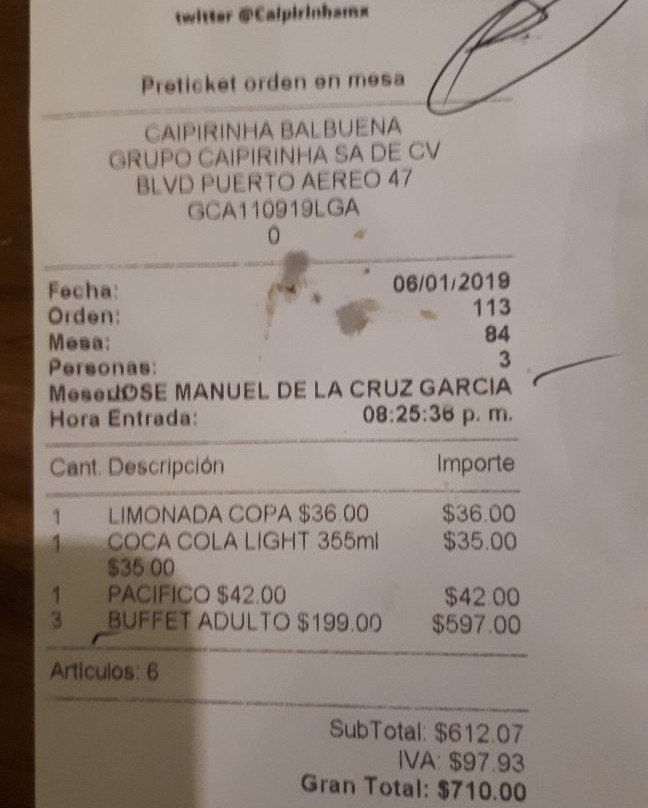 twitter @Caipirinhamx
Preticket orden en mesa
CAIPIRINHA BALBUENA
GRUPO CAIPIRINHA SA DE CV
BLVD PUERTO AEREO 47
GCA110919LGA
0
Fecha: 06/01/2019
Orden: 113
Mesa: 84
Personas: 3
MeseJOSE MANUEL DE LA CRUZ GARCIA
Hora Entrada: 08:25:36 p. m.
Cant. Descripción Importe
1 LIMONADA COPA $36.00 $36.00
1 COCA COLA LIGHT 355ml $35.00
$35.00
1 PACIFICO $42.00 $42.00
3 BUFFET ADULTO $199.00 $597.00
Articulos: 6
SubTotal: $612.07
IVA: $97.93
Gran Total: $710.00